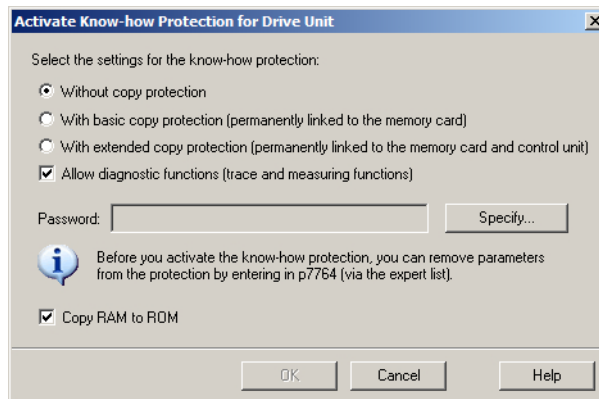 Activate Know-how Protection for Drive Unit
Select the settings for the know-how protection:
Without copy protection
With basic copy protection (permanently linked to the memory card)
With extended copy protection (permanently linked to the memory card and control unit)
Allow diagnostic functions (trace and measuring functions)
Password:
Specify...
Before you activate the know-how protection, you can remove parameters
from the protection by entering in p7764 (via the expert list).
Copy RAM to ROM
OK
Cancel
Help